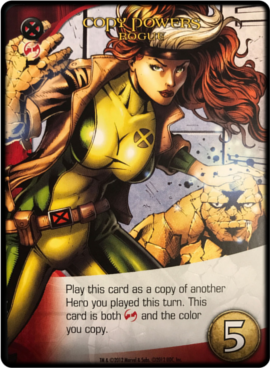 COPY POWERS
ROGUE
Play this card as a copy of another
Hero you played this turn. This
card is both and the color
you copy.
5